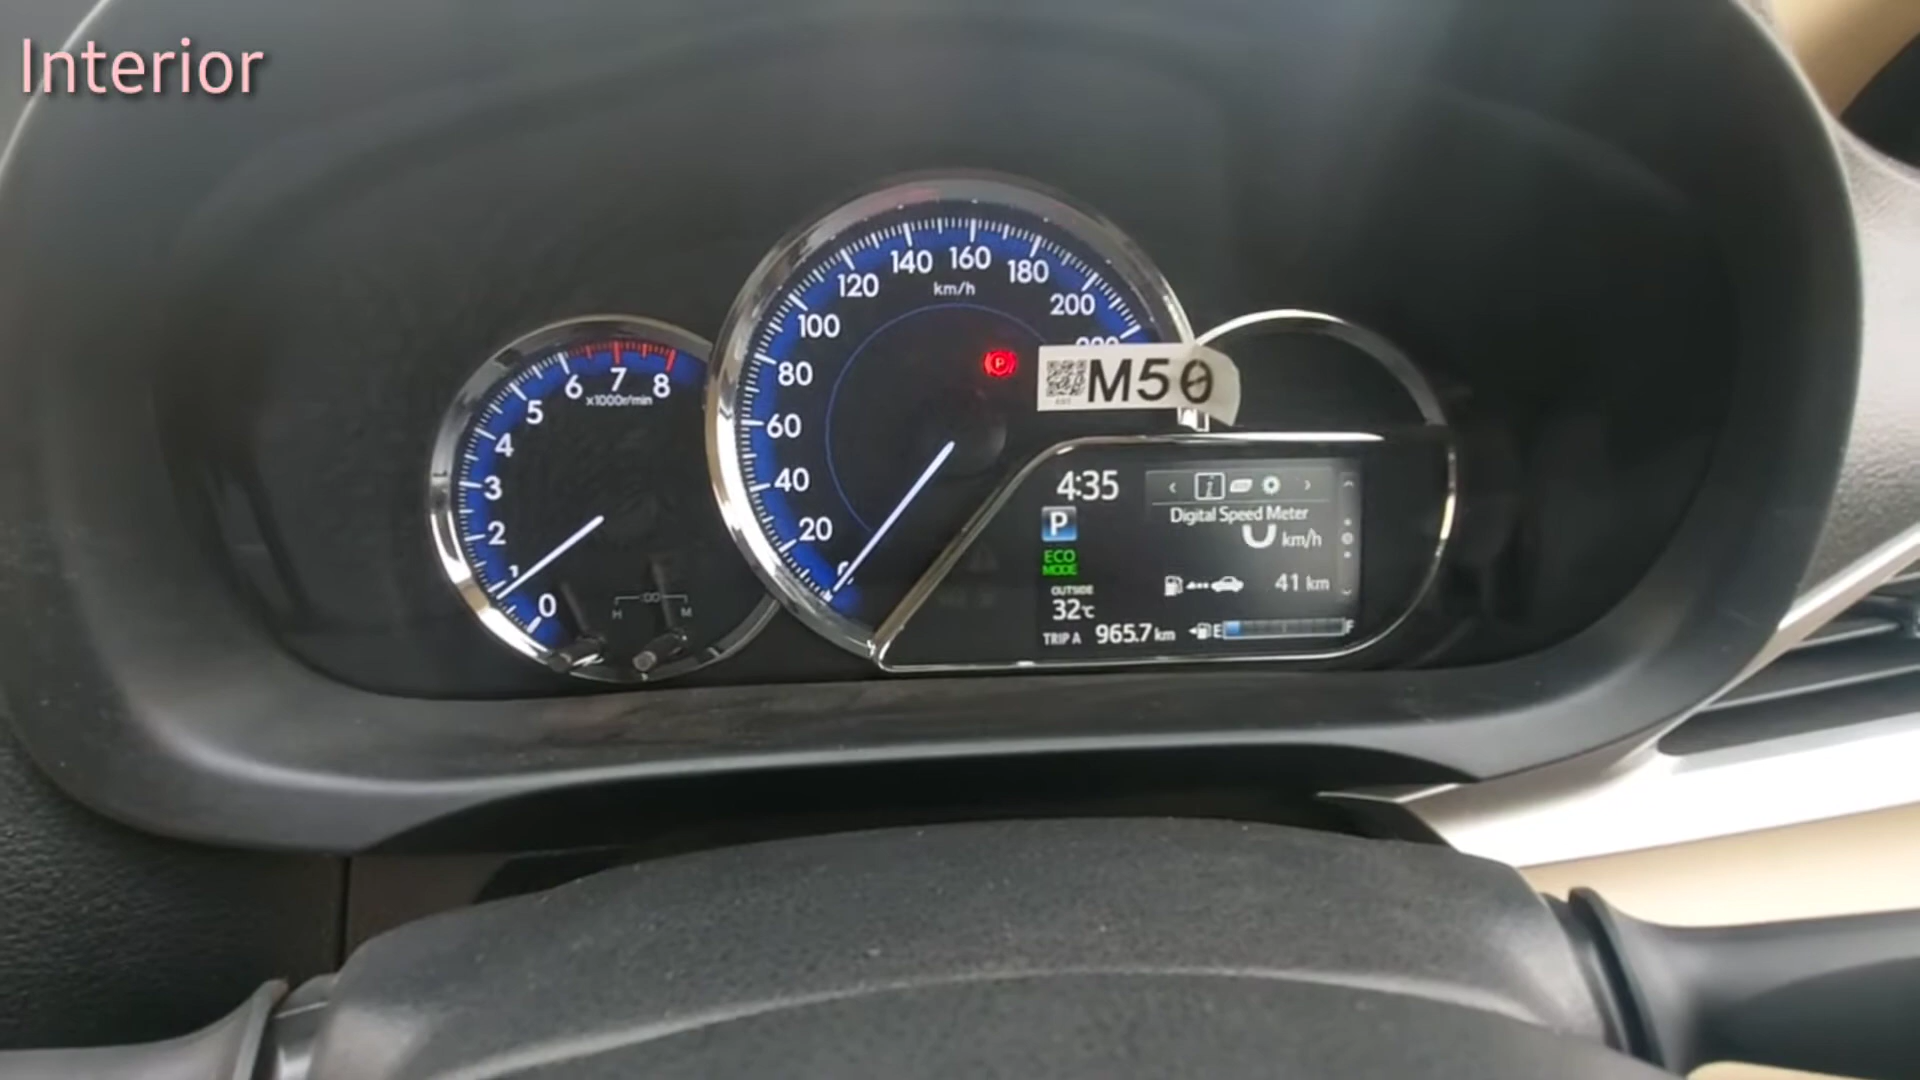 Interior
0
1
2
3
4
5
6
7
8
x1000r/min
H
M
0
20
40
60
80
100
120
140
160
180
200
km/h
P
M50
4:35
P
ECO
MODE
OUTSIDE
32℃
TRIP A 965.7 km
i
Digital Speed Meter
0 km/h
41 km
E F